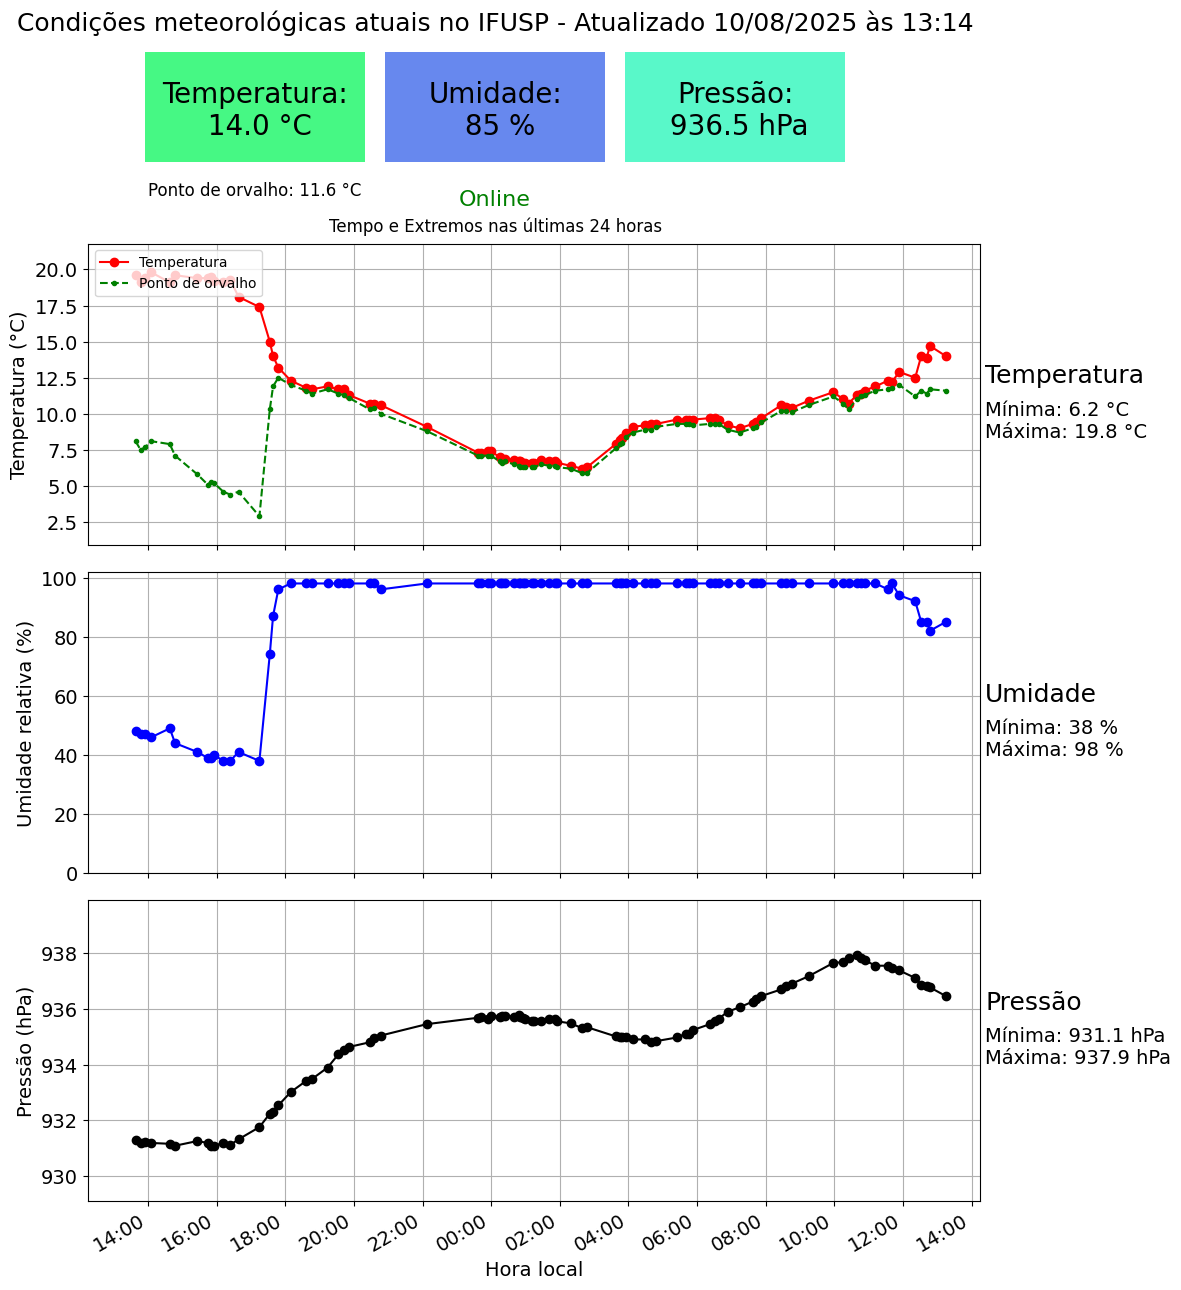 Condições meteorológicas atuais no IFUSP - Atualizado 10/08/2025 às 13:14
Temperatura:
14.0 °C
Umidade:
85 %
Pressão:
936.5 hPa
Ponto de orvalho: 11.6 °C
Online
Tempo e Extremos nas últimas 24 horas
Temperatura
Ponto de orvalho
Temperatura (°C)
20.0
17.5
15.0
12.5
10.0
7.5
5.0
2.5
Temperatura
Mínima: 6.2 °C
Máxima: 19.8 °C
Umidade relativa (%)
100
80
60
40
20
0
Umidade
Mínima: 38 %
Máxima: 98 %
Pressão (hPa)
938
936
934
932
930
Pressão
Mínima: 931.1 hPa
Máxima: 937.9 hPa
14:00
16:00
18:00
20:00
22:00
00:00
02:00
04:00
06:00
08:00
10:00
12:00
14:00
Hora local